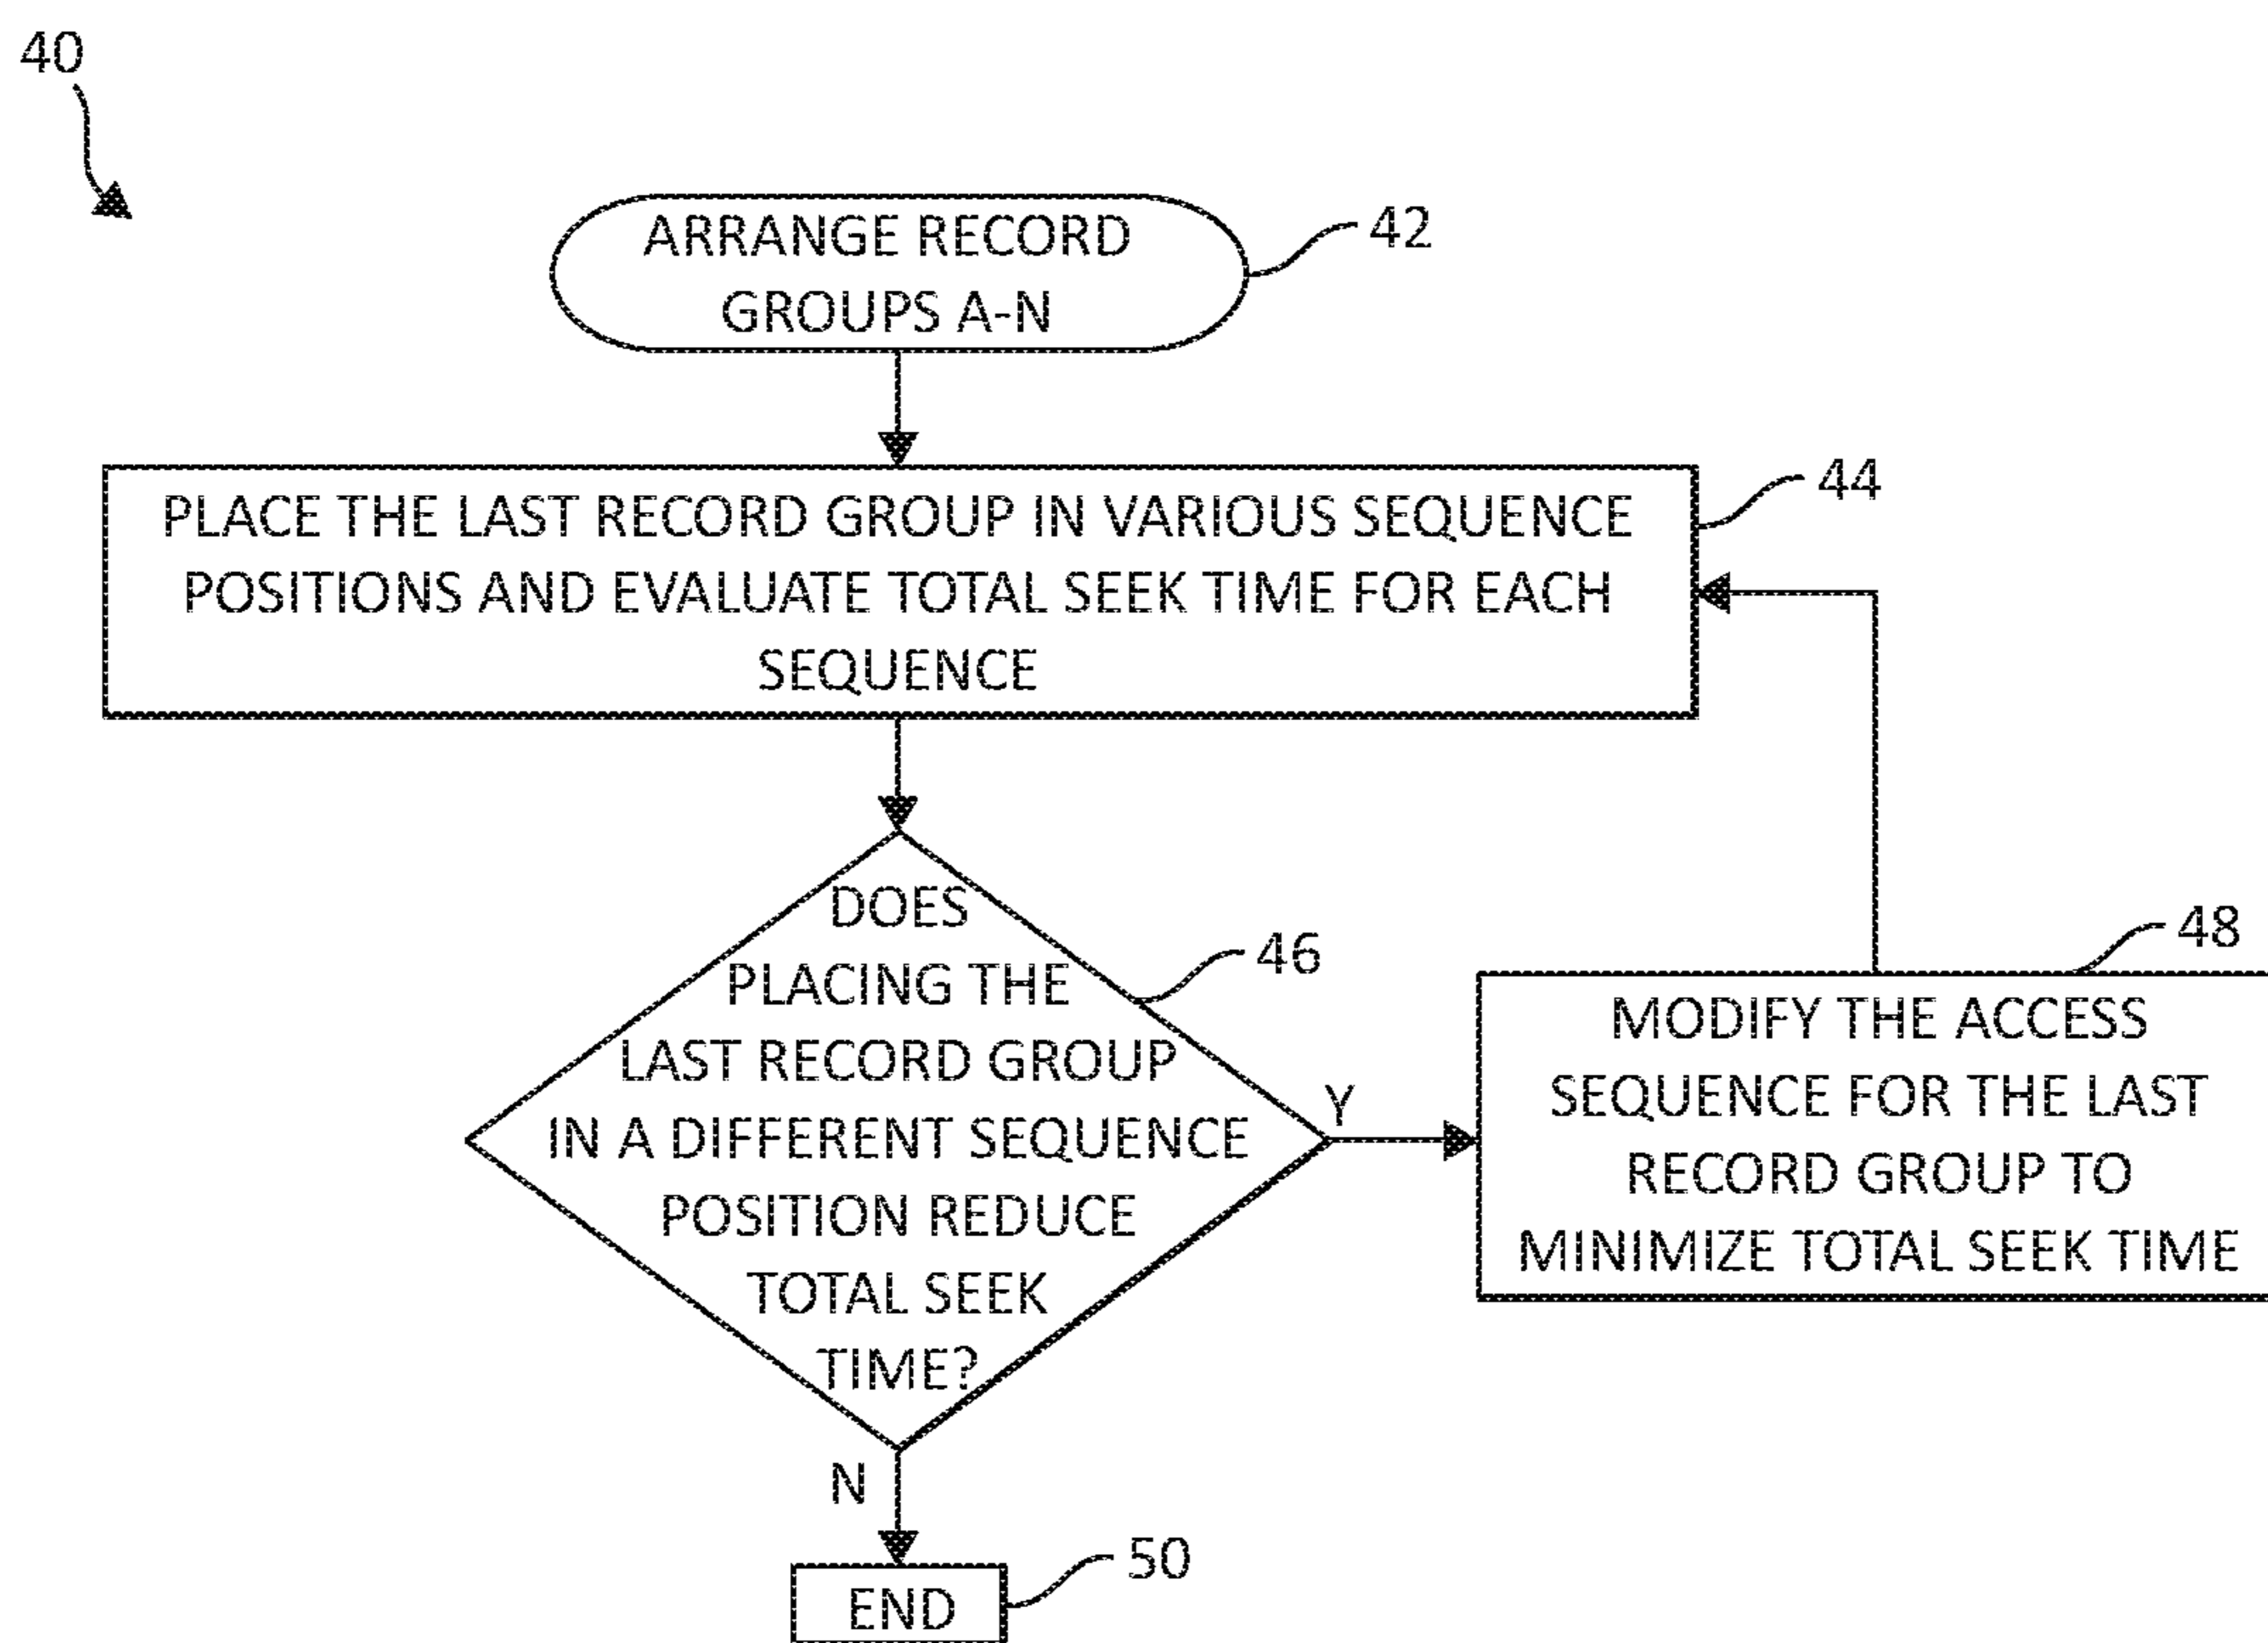 40
ARRANGE RECORD
GROUPS A-N
42
PLACE THE LAST RECORD GROUP IN VARIOUS SEQUENCE
POSITIONS AND EVALUATE TOTAL SEEK TIME FOR EACH
SEQUENCE
44
DOES
PLACING THE
LAST RECORD GROUP
IN A DIFFERENT SEQUENCE
POSITION REDUCE
TOTAL SEEK
TIME?
46
Y
48
MODIFY THE ACCESS
SEQUENCE FOR THE LAST
RECORD GROUP TO
MINIMIZE TOTAL SEEK TIME
N
END
50